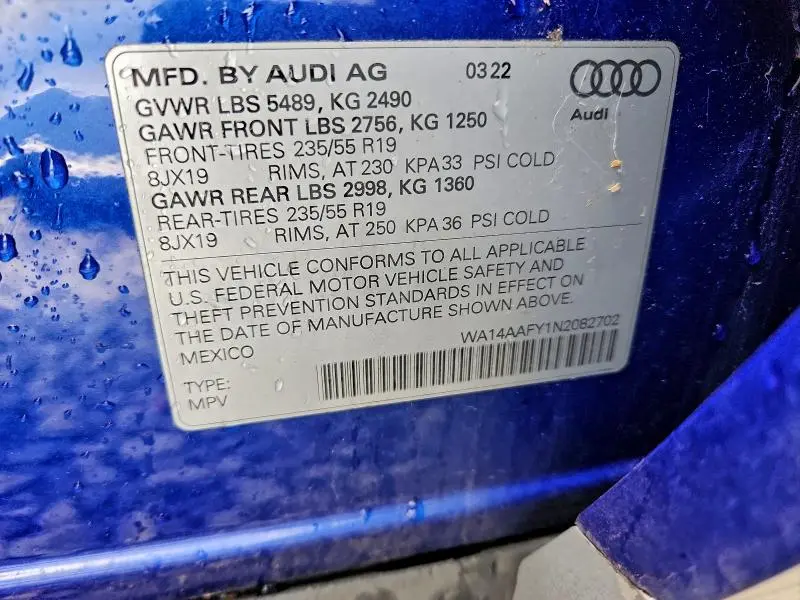 MFD. BY AUDI AG 03 22
Audi
GVWR LBS 5489, KG 2490
GAWR FRONT LBS 2756, KG 1250
FRONT-TIRES 235/55 R19
8JX19 RIMS, AT 230 KPA 33 PSI COLD
GAWR REAR LBS 2998, KG 1360
REAR-TIRES 235/55 R19
8JX19 RIMS, AT 250 KPA 36 PSI COLD
THIS VEHICLE CONFORMS TO ALL APPLICABLE
U.S. FEDERAL MOTOR VEHICLE SAFETY AND
THEFT PREVENTION STANDARDS IN EFFECT ON
THE DATE OF MANUFACTURE SHOWN ABOVE.
MEXICO WA14AAFY1N2082702
TYPE:
MPV